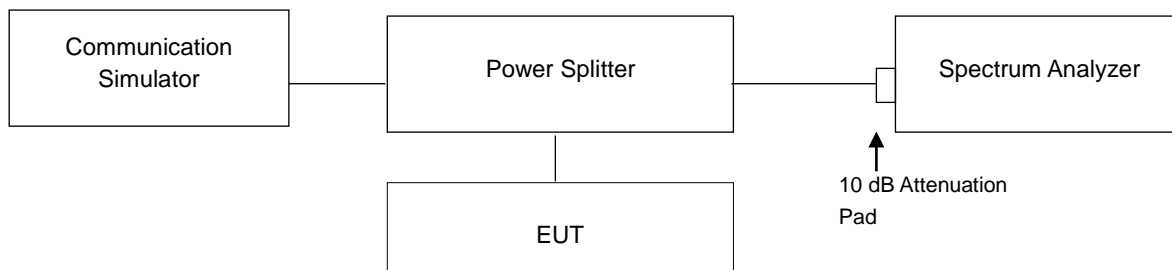 Communication
Simulator
Power Splitter
Spectrum Analyzer
10 dB Attenuation
Pad
EUT